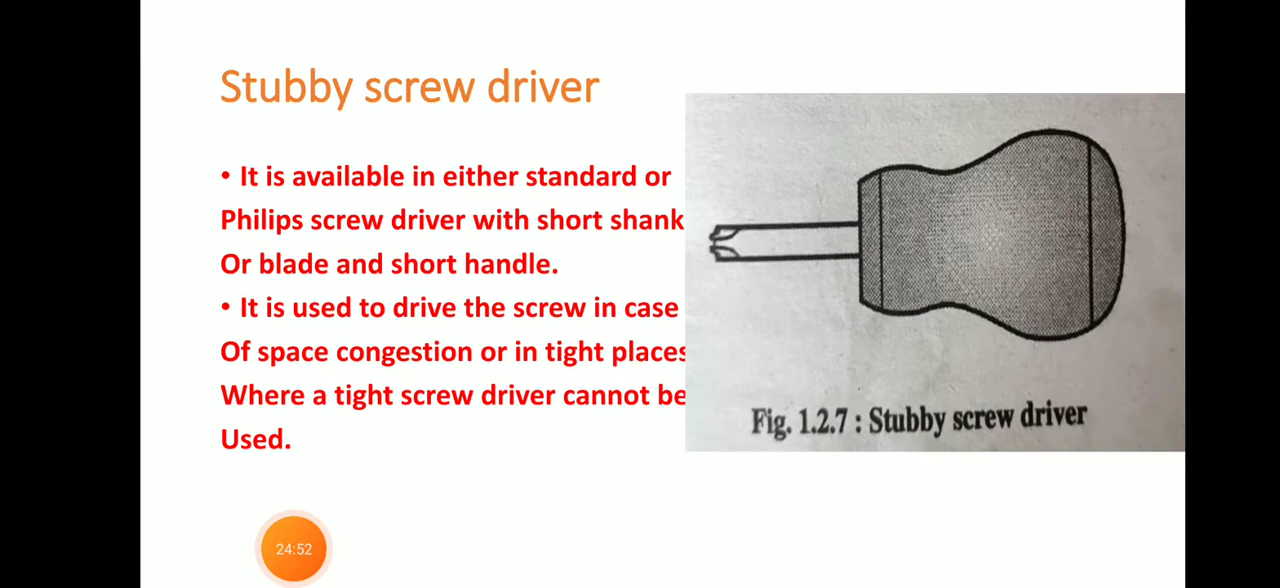 Stubby screw driver
• It is available in either standard or
Philips screw driver with short shank
Or blade and short handle.
• It is used to drive the screw in case
Of space congestion or in tight places
Where a tight screw driver cannot be
Used.
Fig. 1.2.7 : Stubby screw driver
24:52